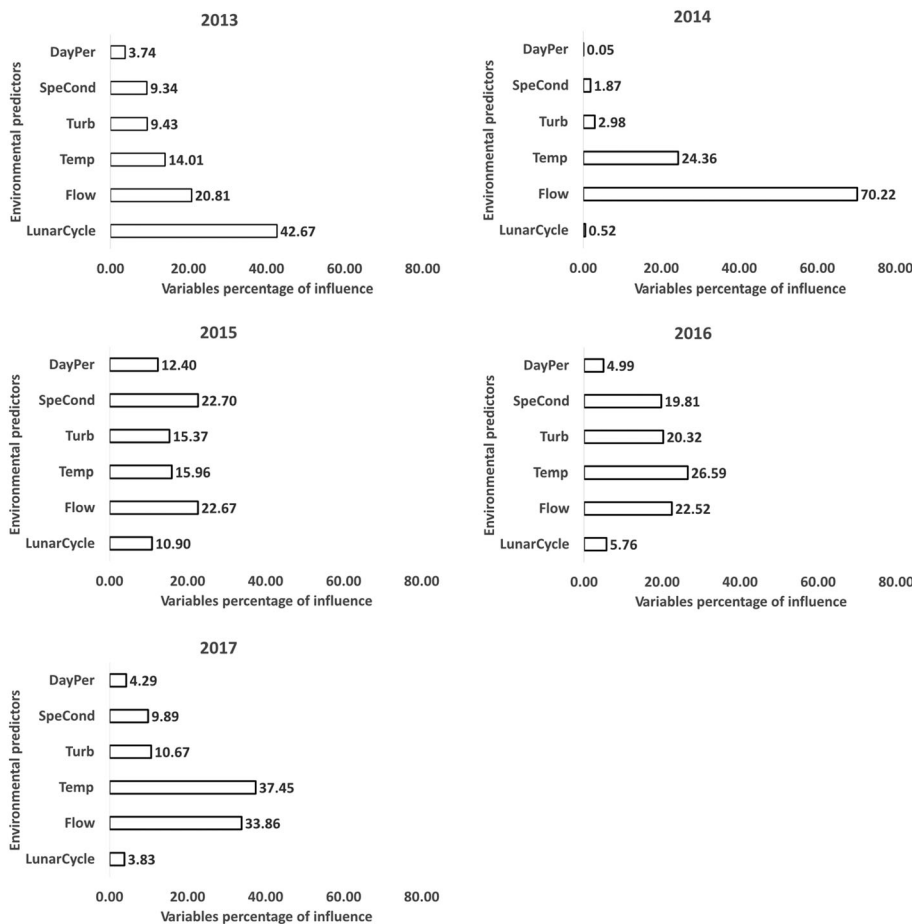 2013
Environmental predictors
DayPer 3.74
SpeCond 9.34
Turb 9.43
Temp 14.01
Flow 20.81
LunarCycle 42.67
0.00 20.00 40.00 60.00 80.00
Variables percentage of influence
2014
Environmental predictors
DayPer 0.05
SpeCond 1.87
Turb 2.98
Temp 24.36
Flow 70.22
LunarCycle 0.52
0.00 20.00 40.00 60.00 80.00
Variables percentage of influence
2015
Environmental predictors
DayPer 12.40
SpeCond 22.70
Turb 15.37
Temp 15.96
Flow 22.67
LunarCycle 10.90
0.00 20.00 40.00 60.00 80.00
Variables percentage of influence
2016
Environmental predictors
DayPer 4.99
SpeCond 19.81
Turb 20.32
Temp 26.59
Flow 22.52
LunarCycle 5.76
0.00 20.00 40.00 60.00 80.00
Variables percentage of influence
2017
Environmental predictors
DayPer 4.29
SpeCond 9.89
Turb 10.67
Temp 37.45
Flow 33.86
LunarCycle 3.83
0.00 20.00 40.00 60.00 80.00
Variables percentage of influence